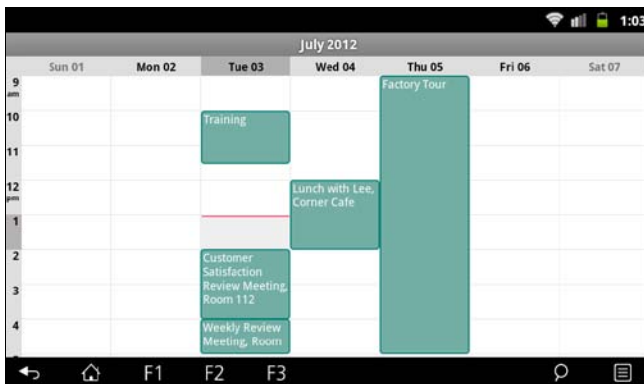 1:03
July 2012
Sun 01 Mon 02 Tue 03 Wed 04 Thu 05 Fri 06 Sat 07
9
am
Factory Tour
10
Training
11
12
pm
Lunch with Lee,
Corner Cafe
1
2
Customer
Satisfaction
Review Meeting,
Room 112
3
4
Weekly Review
Meeting, Room
F1 F2 F3